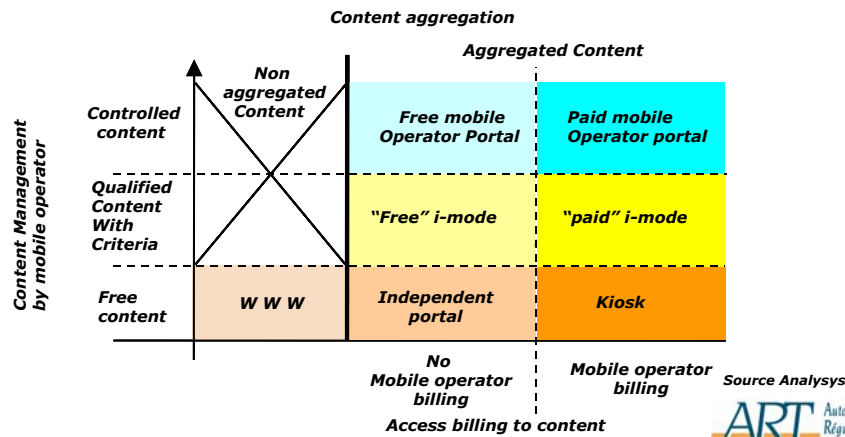 Content aggregation
Aggregated Content
Non
aggregated
Content
Controlled
content
Free mobile
Operator Portal
Paid mobile
Operator portal
Content Management
by mobile operator
Qualified
Content
With
Criteria
“Free” i-mode
“paid” i-mode
Free
content
W W W
Independent
portal
Kiosk
No
Mobile operator
billing
Mobile operator
billing
Source Analysys
Access billing to content
ART